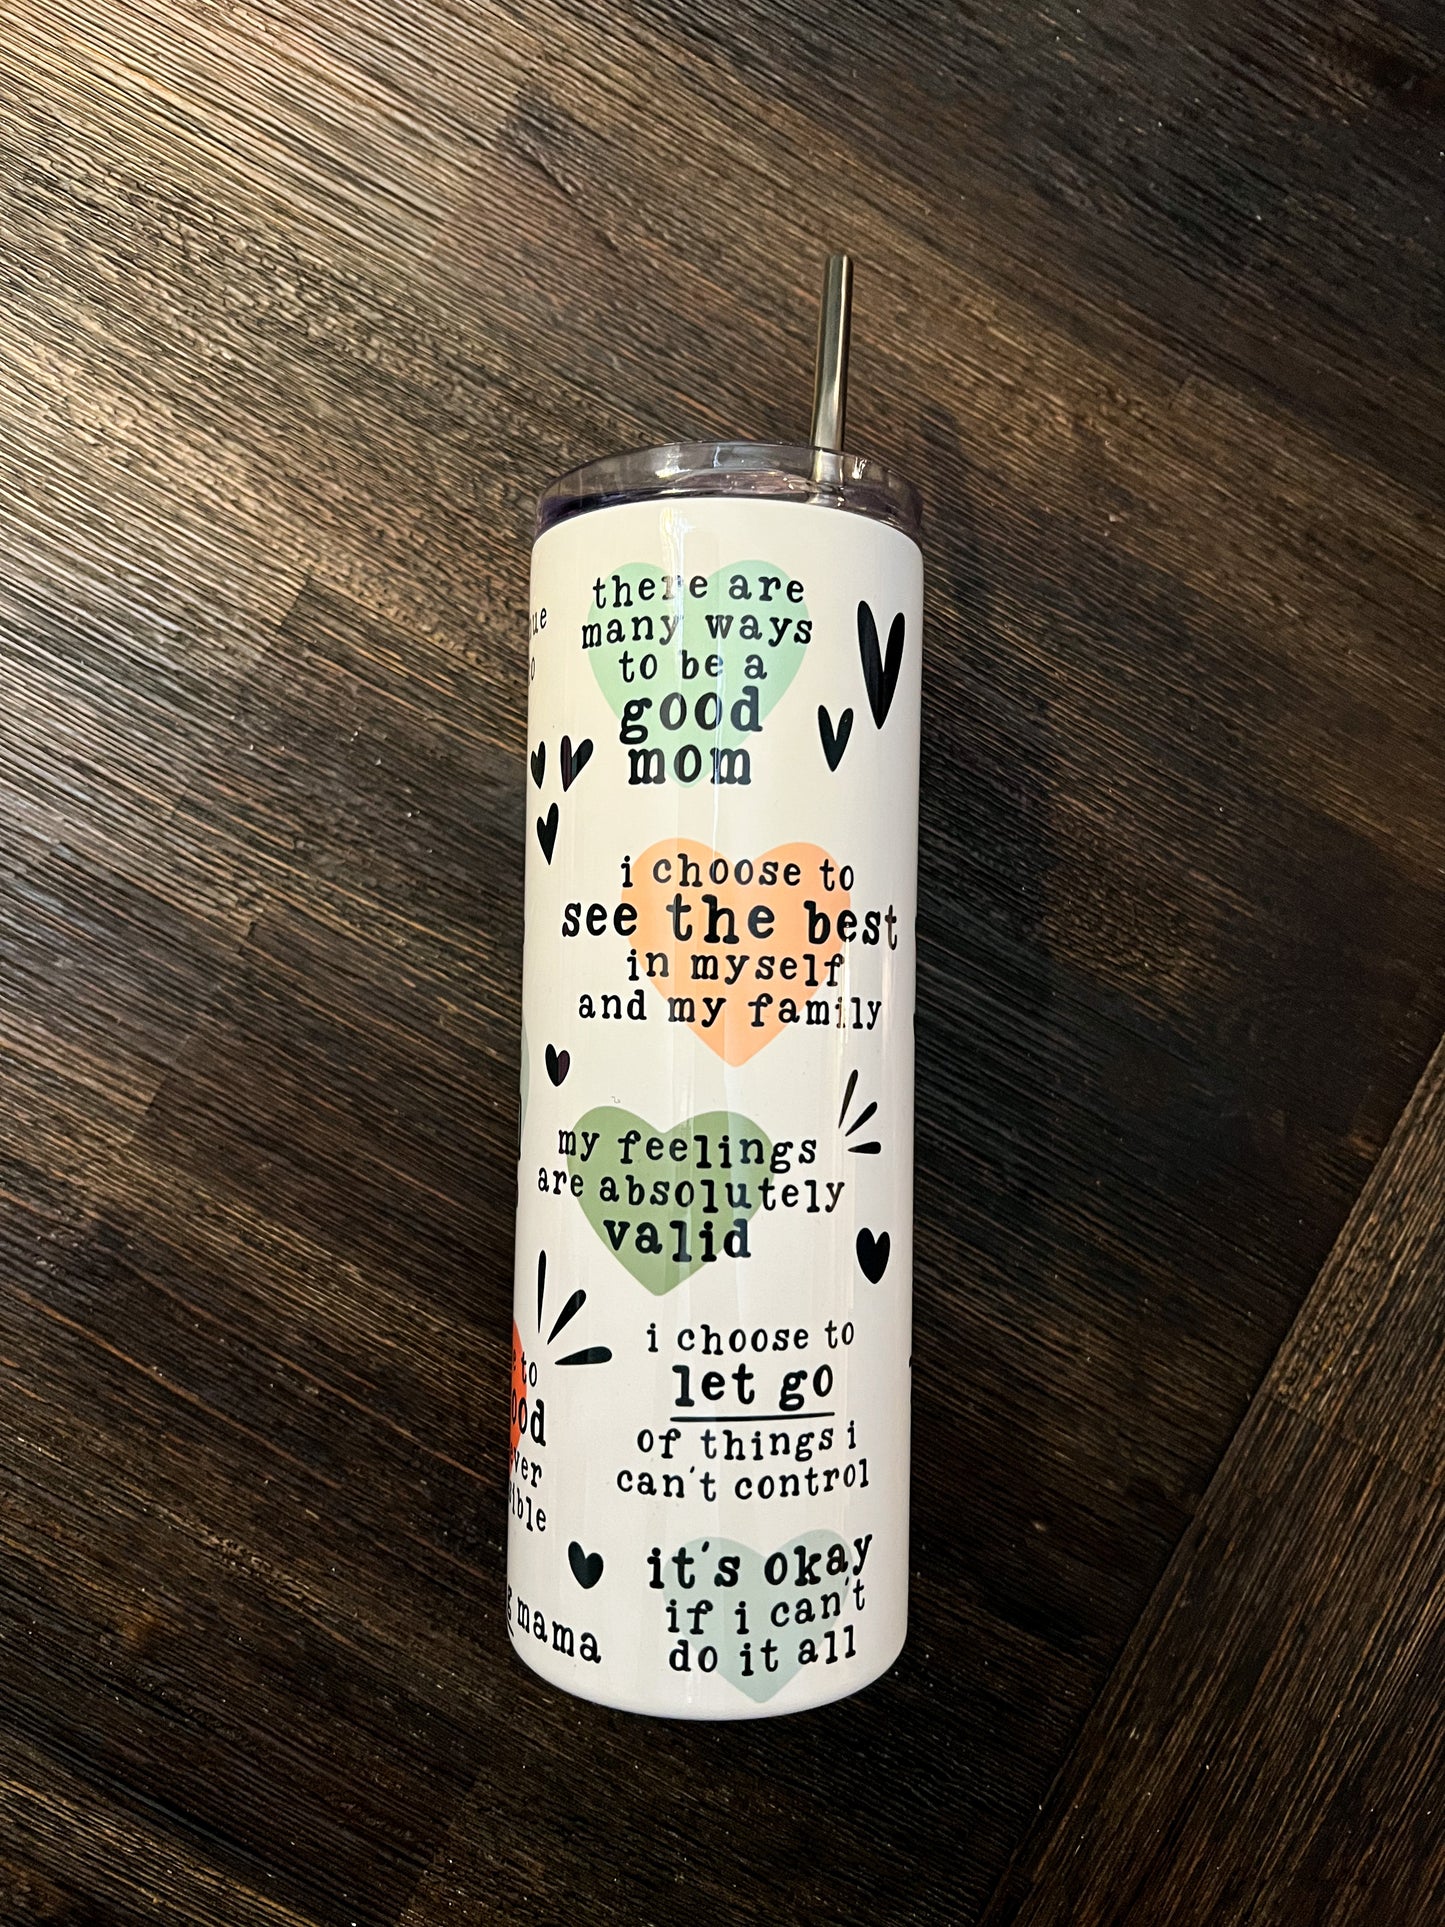 there are
many ways
to be a
good
mom
i choose to
see the best
in myself
and my family
my feelings
are absolutely
valid
i choose to
let go
of things i
can't control
it's okay
if i can't
do it all
to
mama